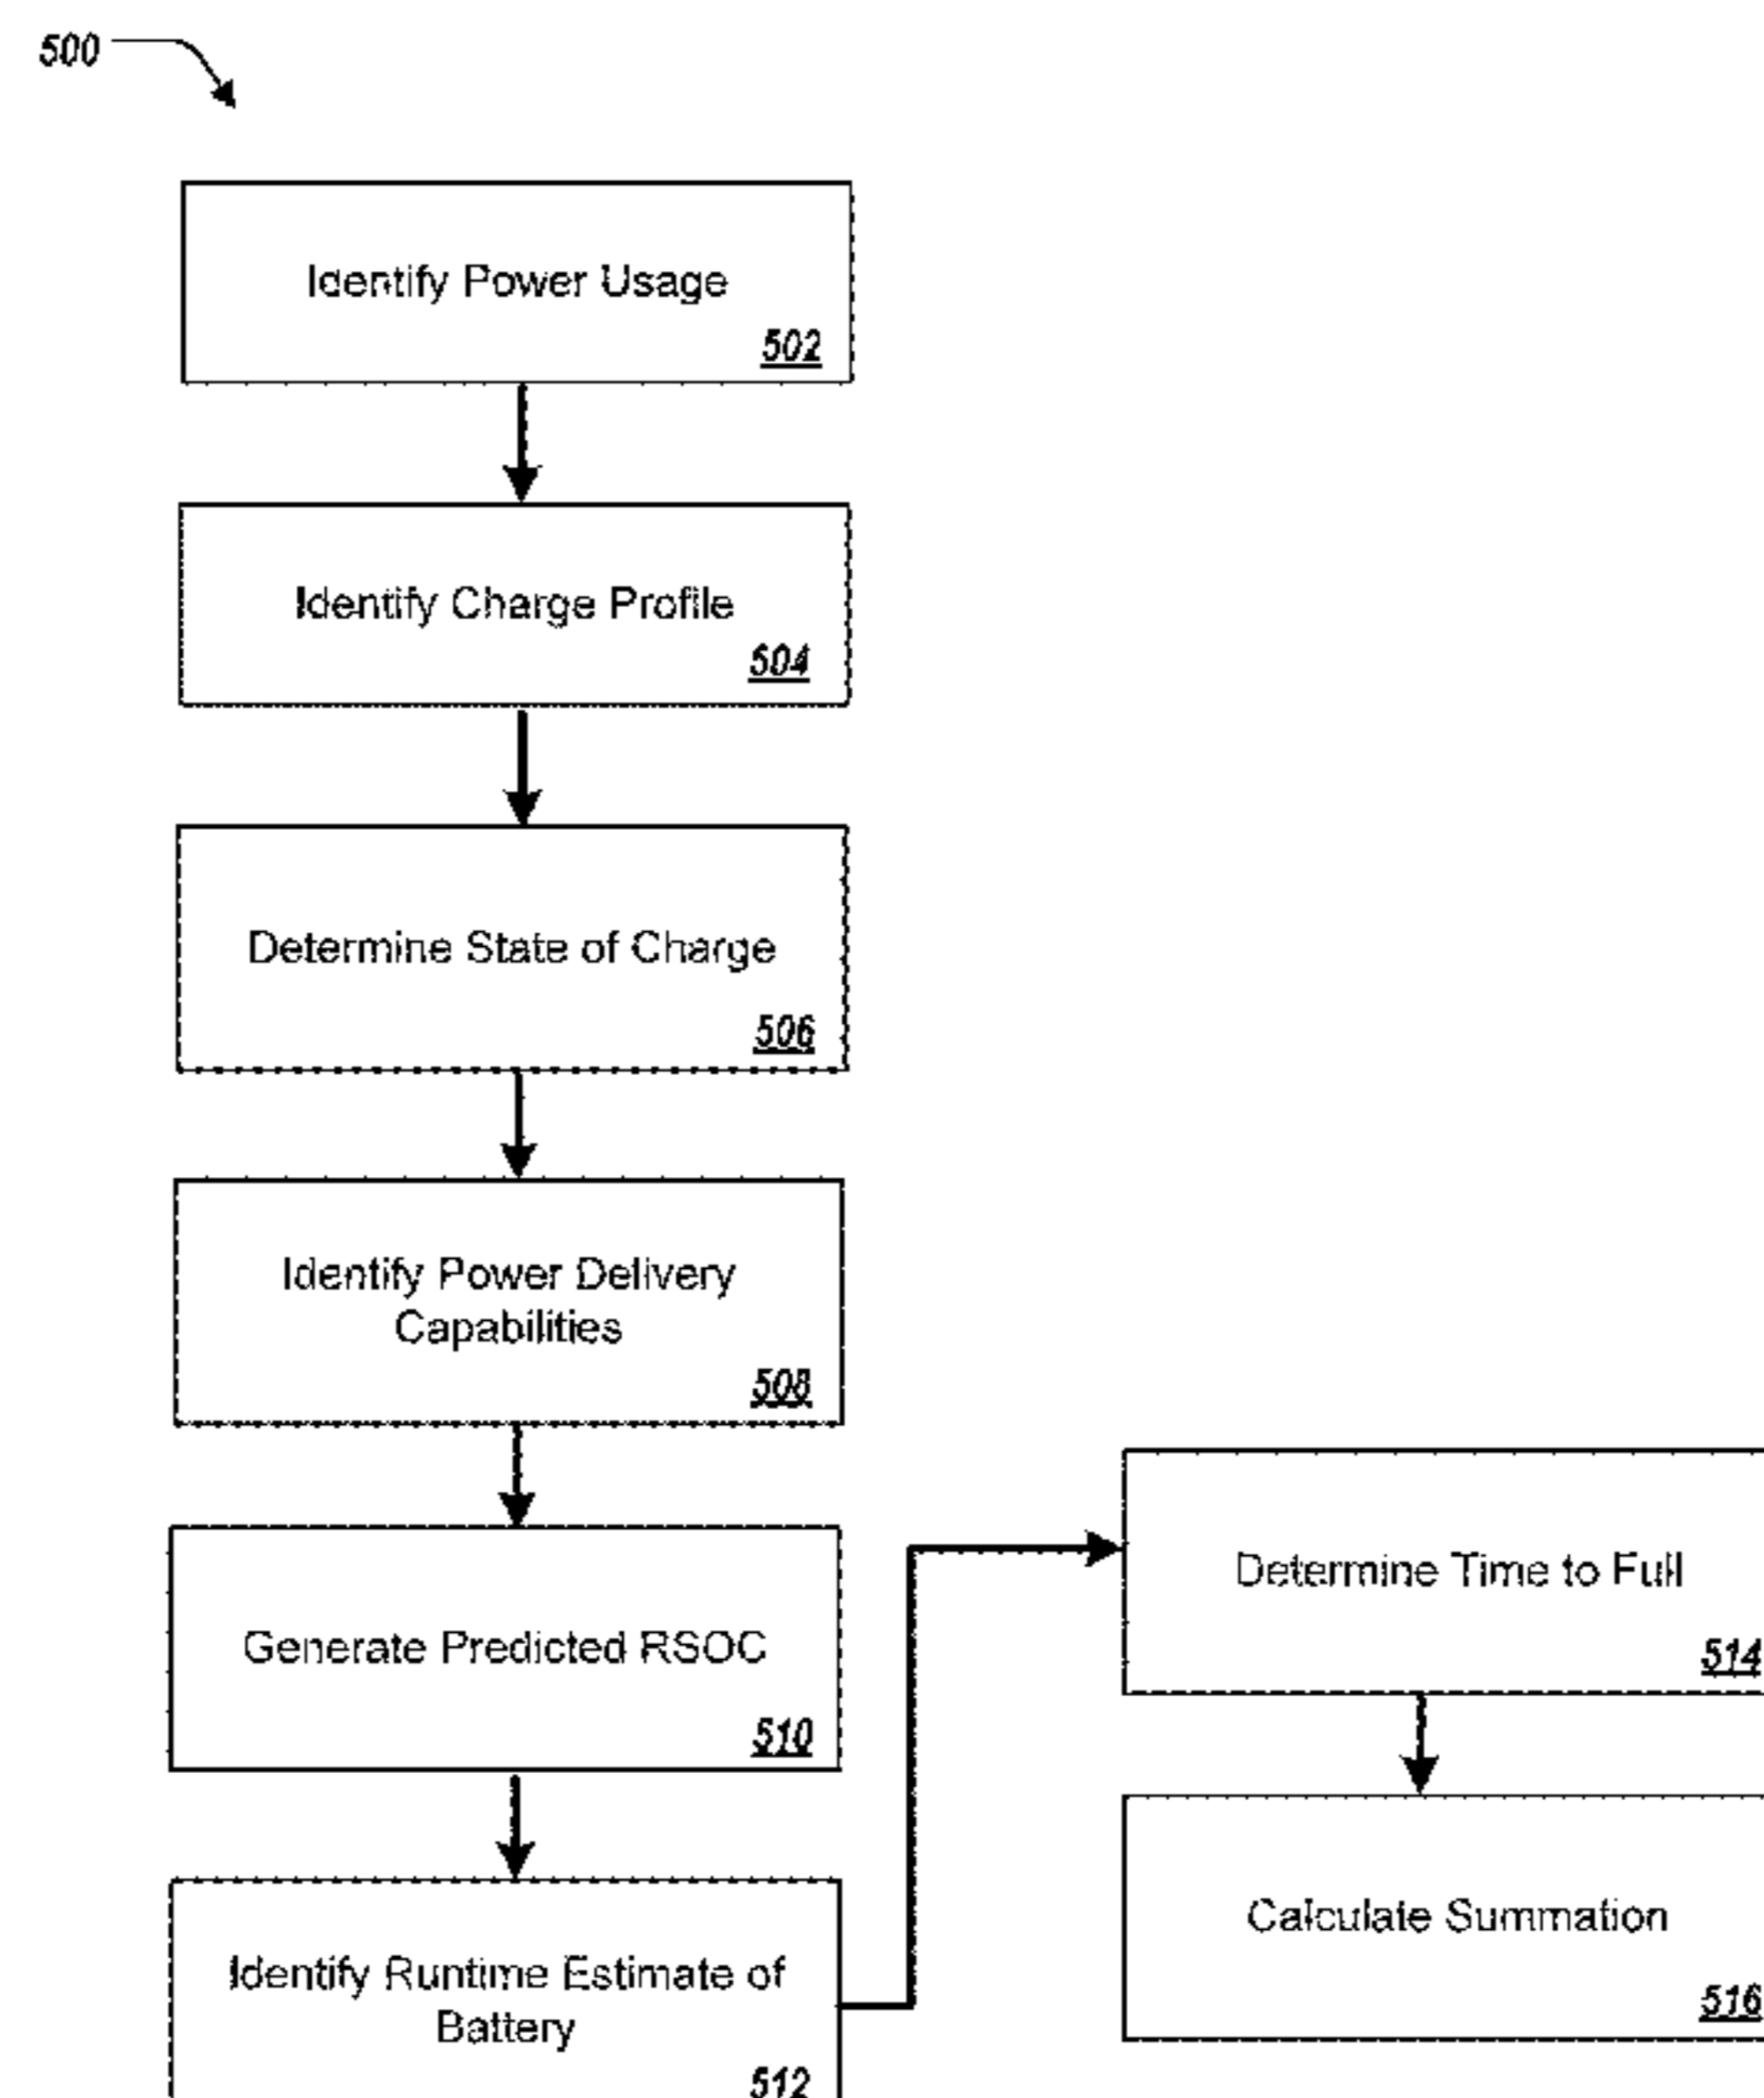 500
Identify Power Usage
502
Identify Charge Profile
504
Determine State of Charge
506
Identify Power Delivery
Capabilities
508
Generate Predicted RSOC
510
Identify Runtime Estimate of
Battery
512
Determine Time to Full
514
Calculate Summation
516